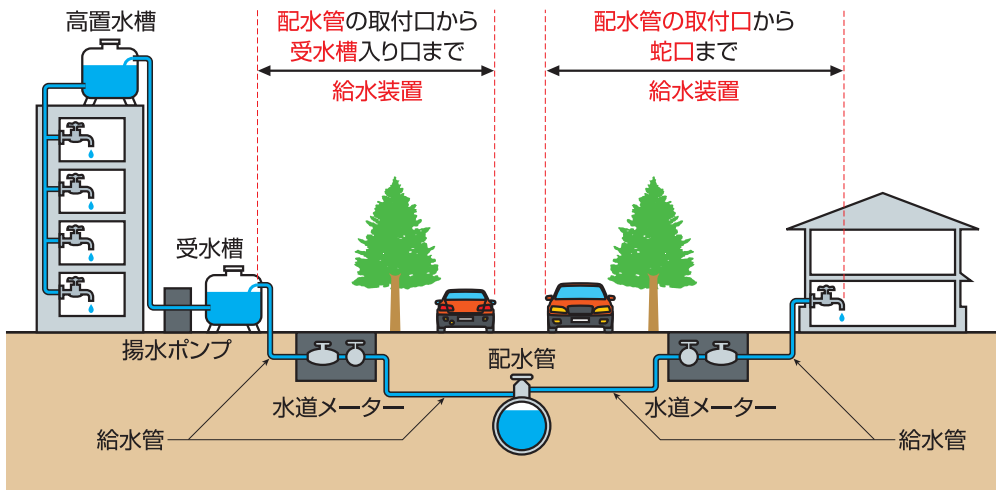 高置水槽
配水管の取付口から
受水槽入り口まで
給水装置
配水管の取付口から
蛇口まで
給水装置
受水槽
揚水ポンプ
配水管
水道メーター
水道メーター
給水管
給水管